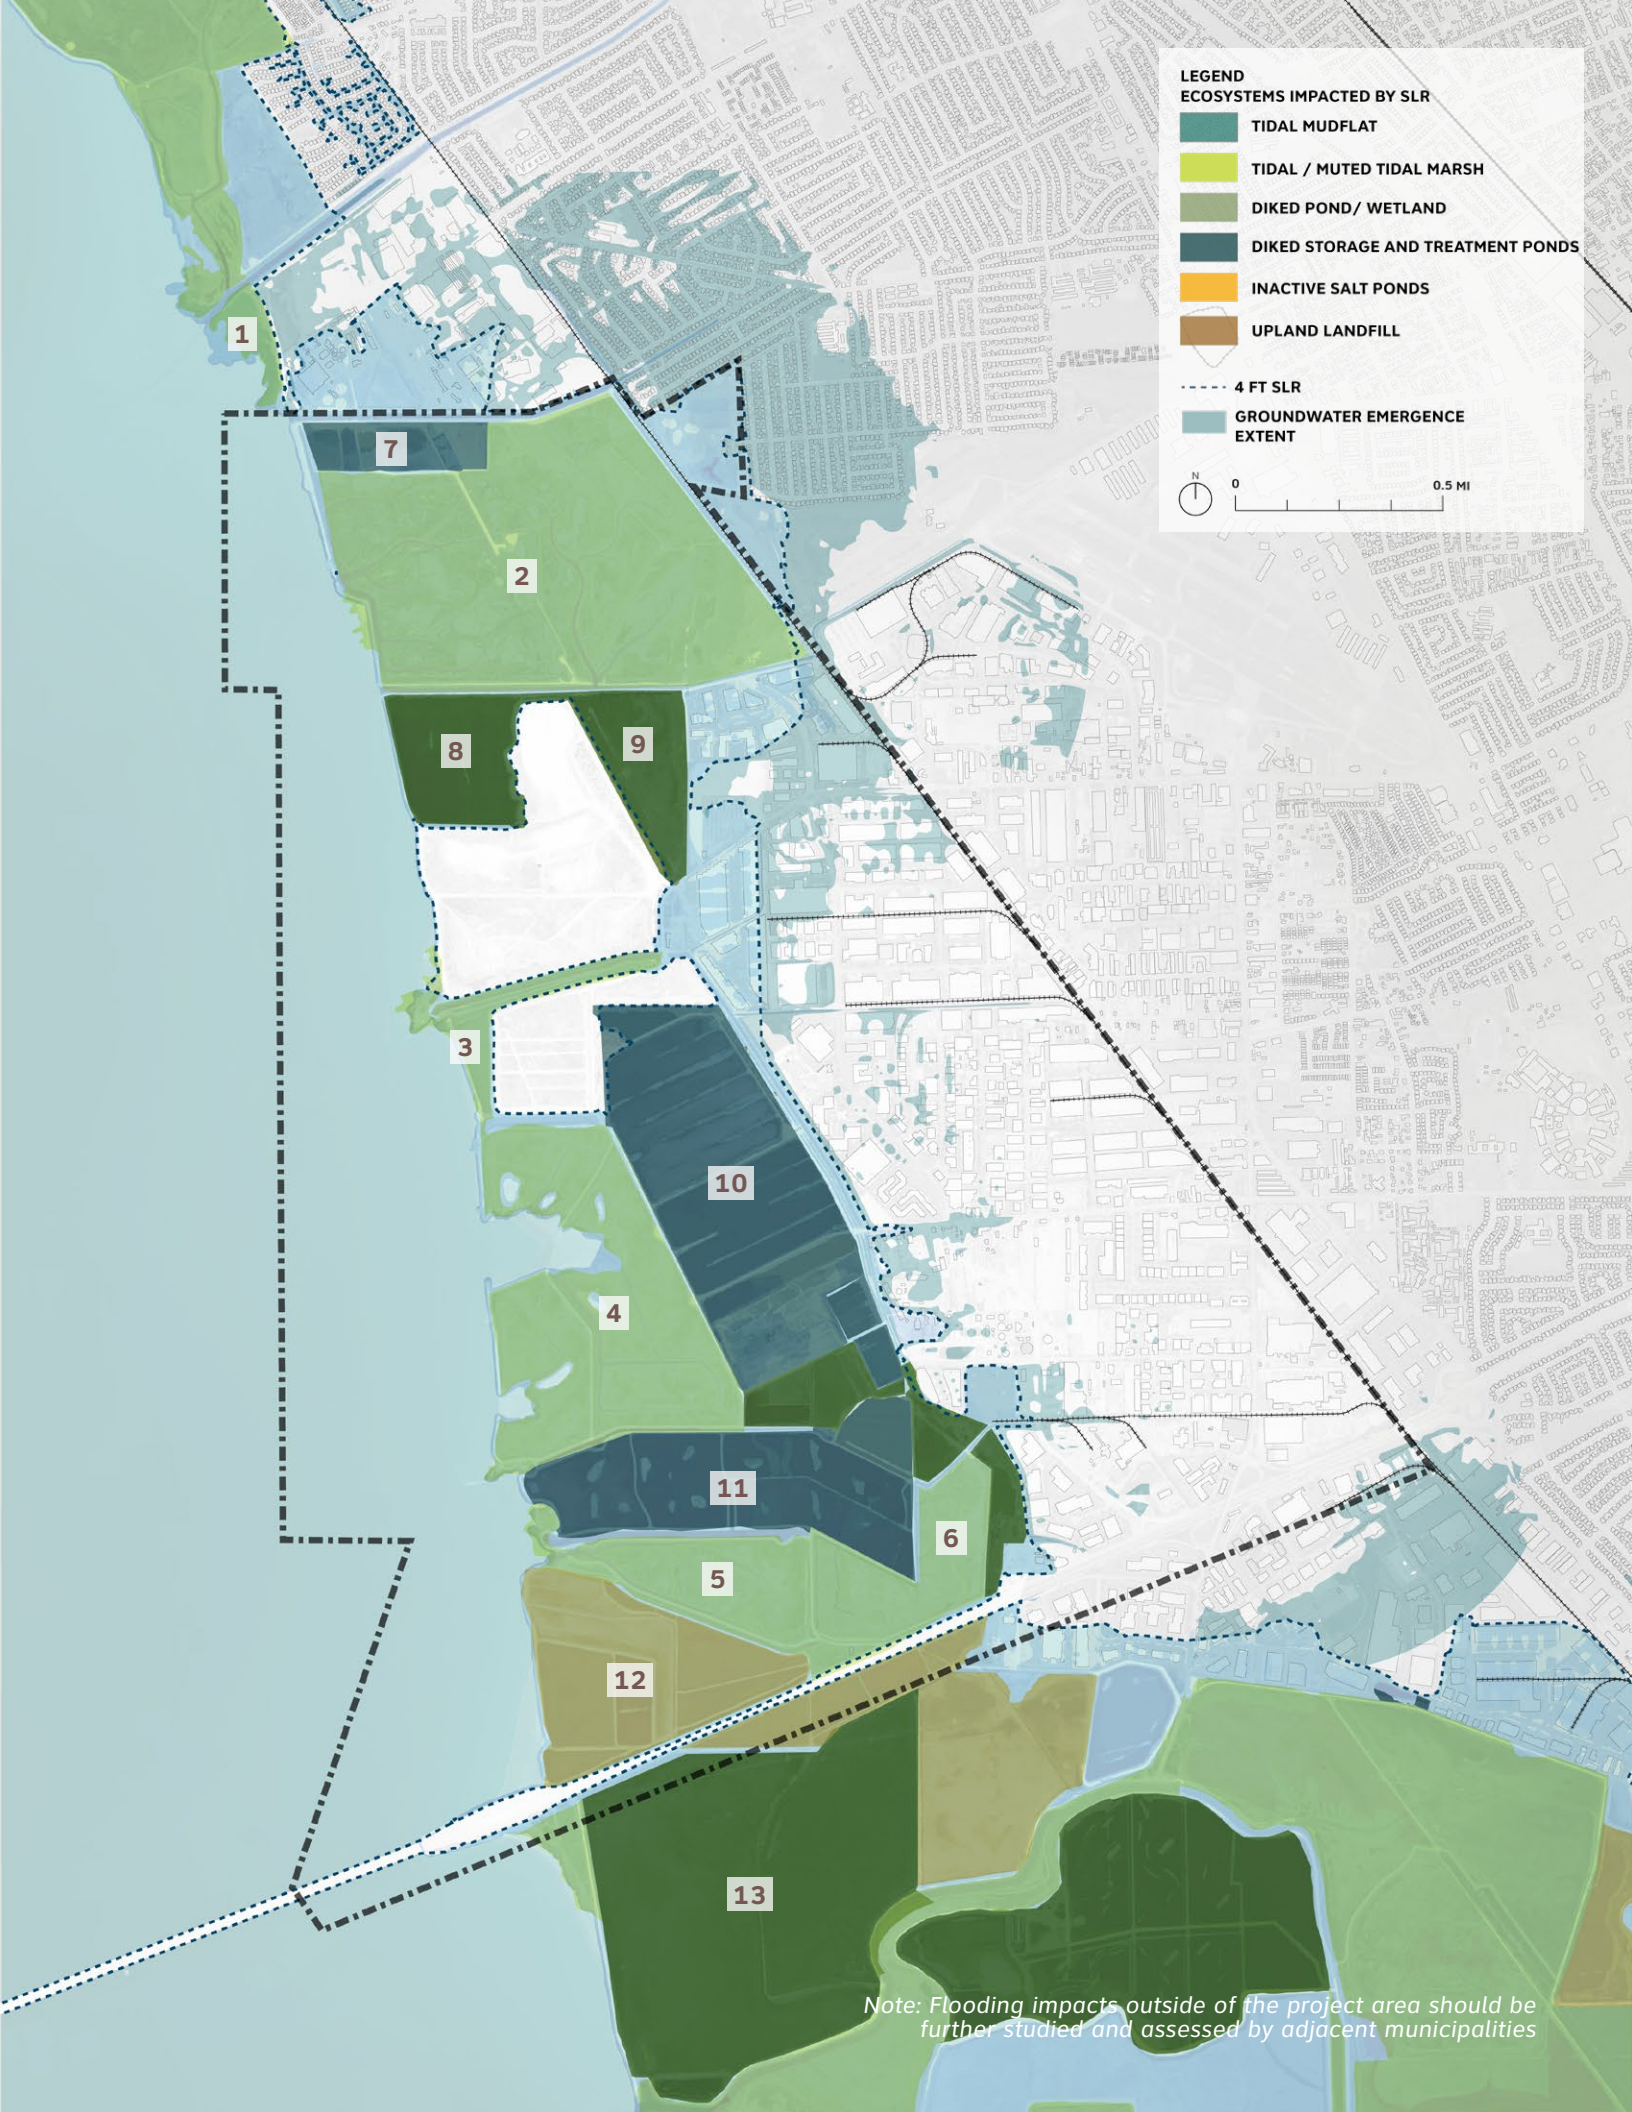 LEGEND
ECOSYSTEMS IMPACTED BY SLR
TIDAL MUDFLAT
TIDAL / MUTED TIDAL MARSH
DIKED POND/ WETLAND
DIKED STORAGE AND TREATMENT PONDS
INACTIVE SALT PONDS
UPLAND LANDFILL
4 FT SLR
GROUNDWATER EMERGENCE
EXTENT
N
0
0.5 MI
1
7
2
8
9
3
10
4
11
6
5
12
13
Note: Flooding impacts outside of the project area should be
further studied and assessed by adjacent municipalities